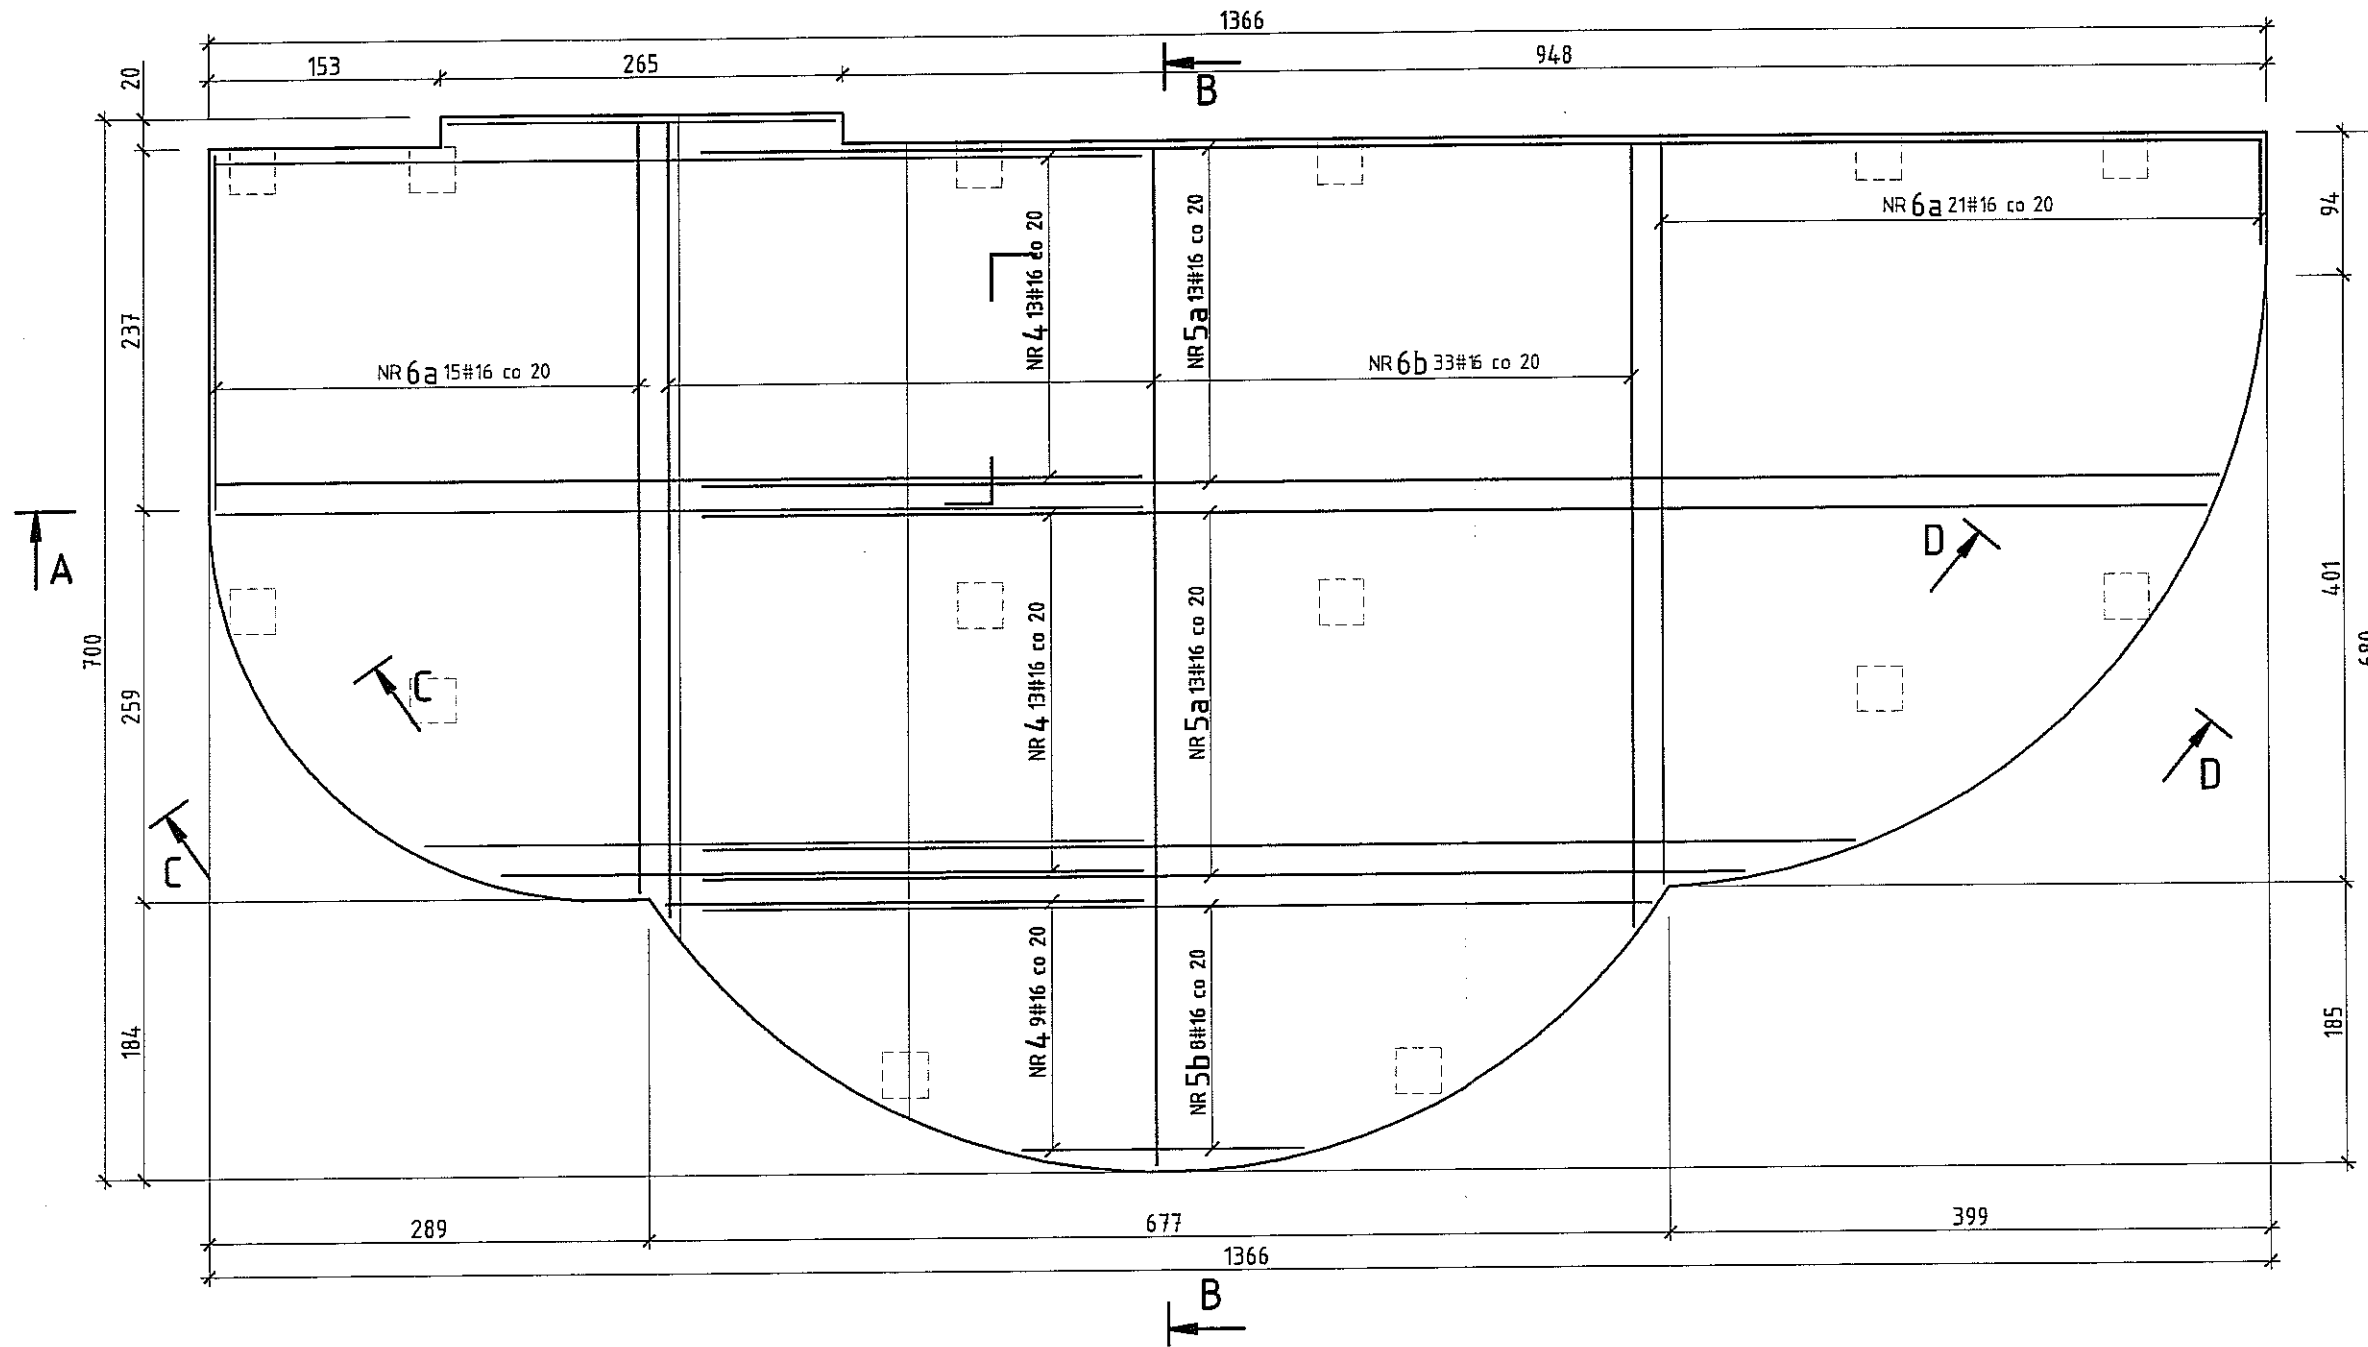 1366
153
265
948
20
B
NR 6a 21#16 co 20
94
237
NR 4 13#16 co 20
NR 5a 13#16 co 20
NR 6a 15#16 co 20
NR 6b 33#16 co 20
A
D
401
700
680
C
259
NR 4 13#16 co 20
NR 5a 13#16 co 20
D
C
184
NR 4 9#16 co 20
NR 5b 8#16 co 20
185
289
677
399
1366
B